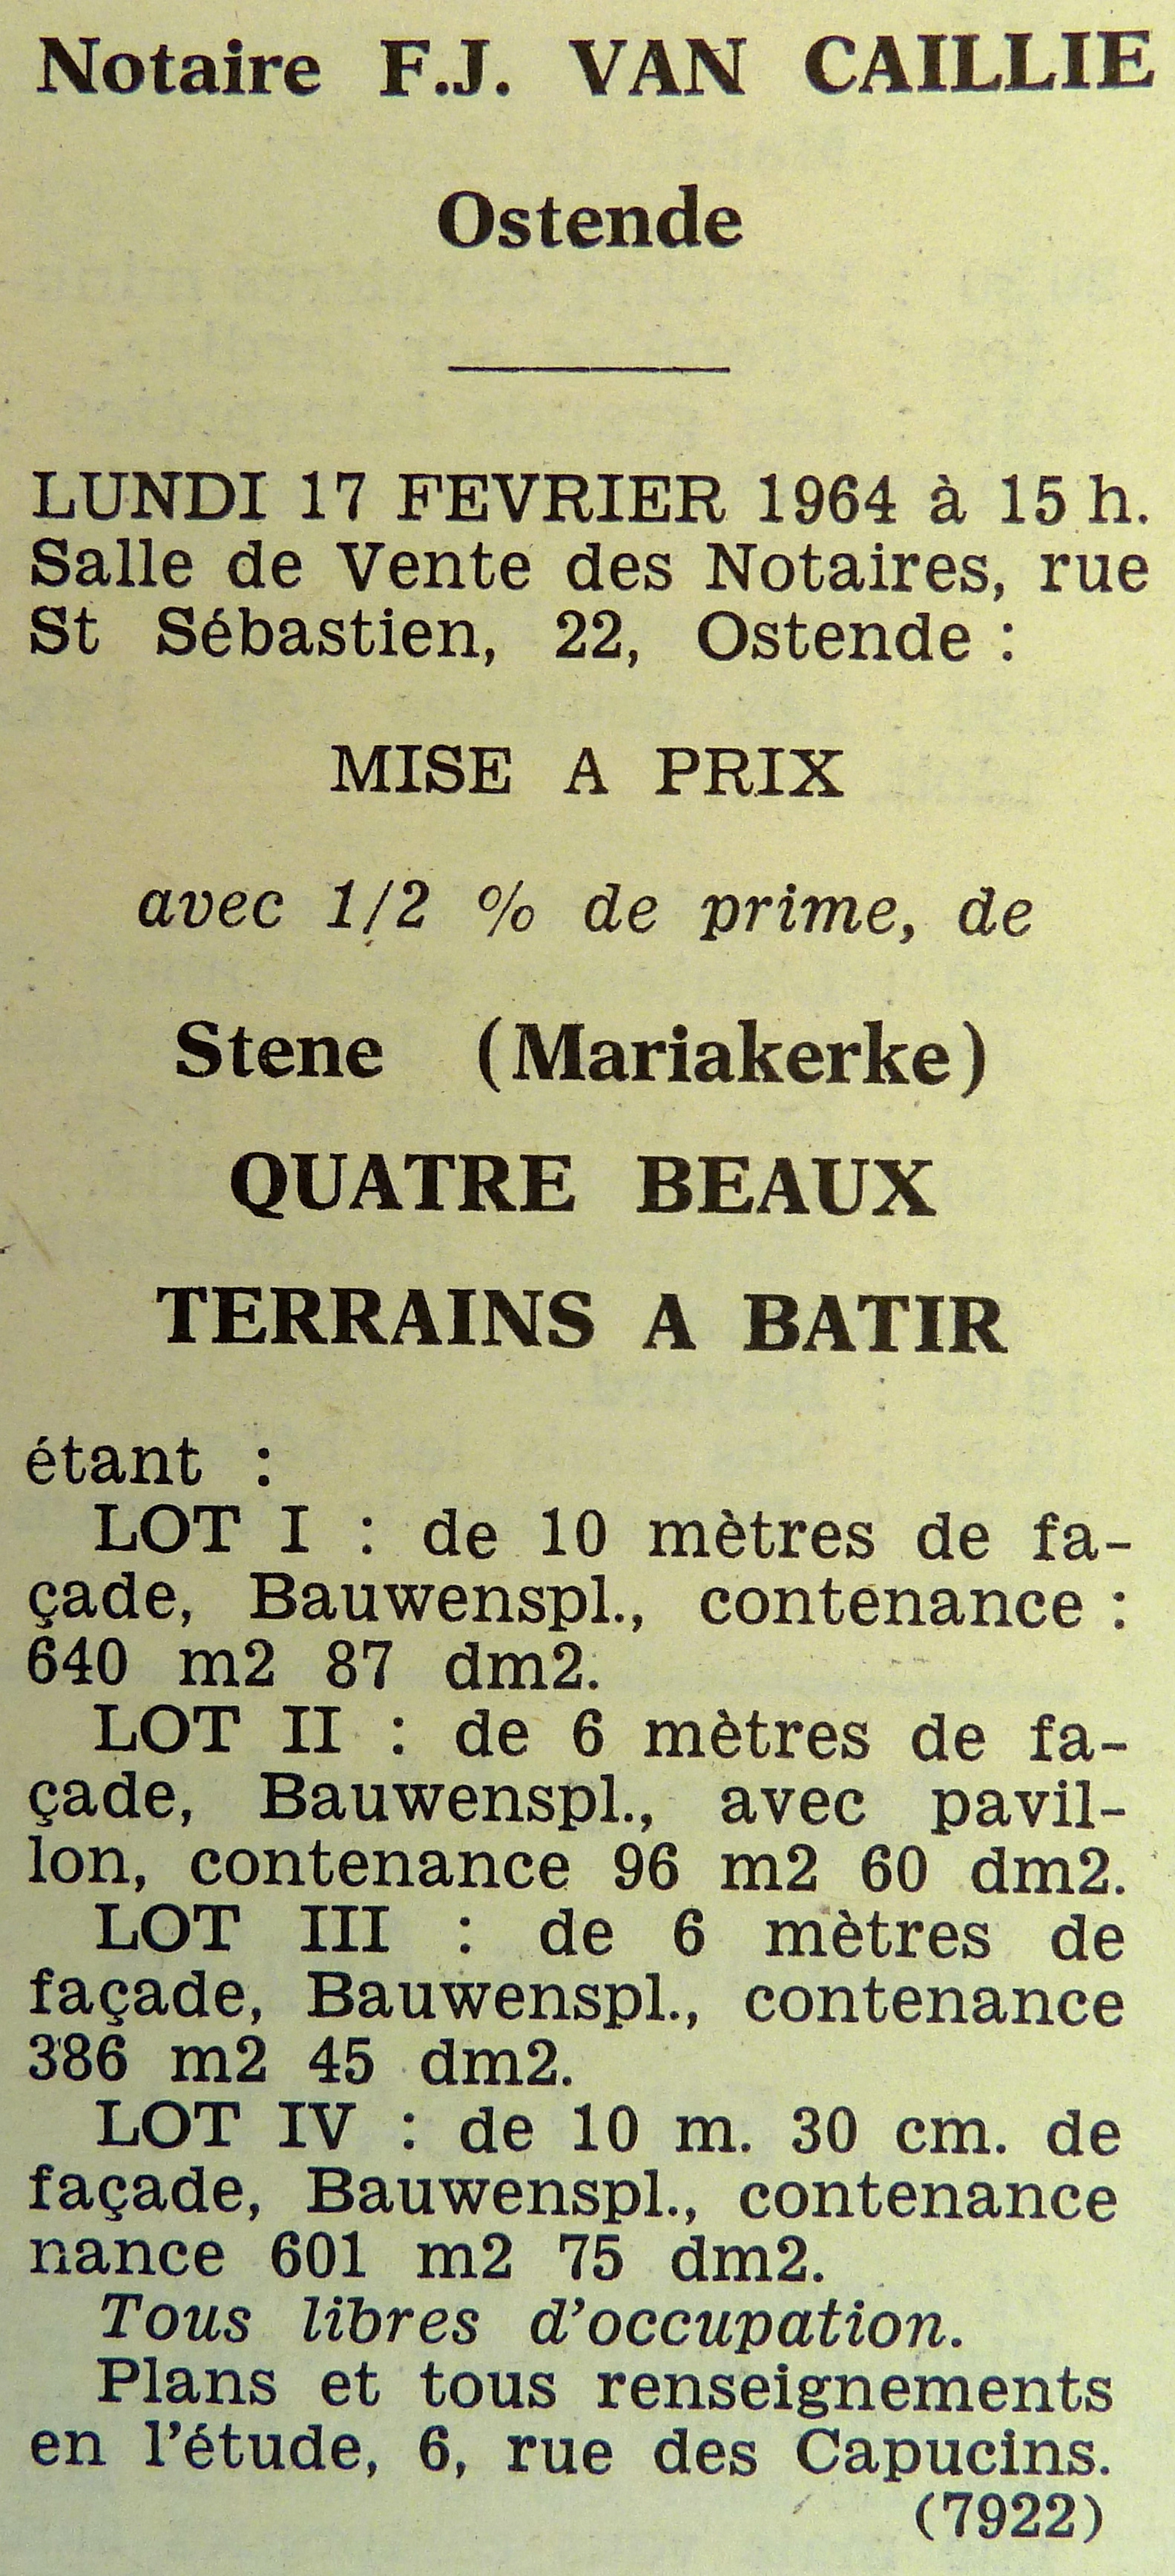 Notaire F.J. VAN CAILLIE
Ostende
LUNDI 17 FEVRIER 1964 à 15 h.
Salle de Vente des Notaires, rue
St Sébastien, 22, Ostende :
MISE A PRIX
avec 1/2 % de prime, de
Stene (Mariakerke)
QUATRE BEAUX
TERRAINS A BATIR
étant :
LOT I : de 10 mètres de fa-
çade, Bauwenspl., contenance :
640 m2 87 dm2.
LOT II : de 6 mètres de fa-
çade, Bauwenspl., avec pavil-
lon, contenance 96 m2 60 dm2.
LOT III : de 6 mètres de
façade, Bauwenspl., contenance
386 m2 45 dm2.
LOT IV : de 10 m. 30 cm. de
façade, Bauwenspl., contenance
nance 601 m2 75 dm2.
Tous libres d'occupation.
Plans et tous renseignements
en l'étude, 6, rue des Capucins.
(7922)